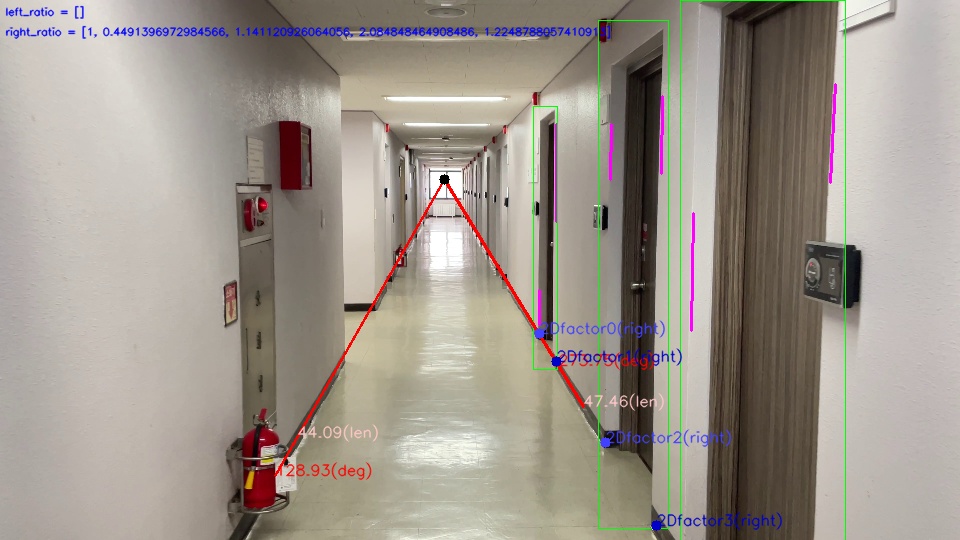 left_ratio = []
right_ratio = [1, 0.4491396972984566, 1.141120926064056, 2.084848464908486, 1.224878805741091
2Dfactor0(right)
2Dfactor1(right)
47.46(len)
44.09(len)
2Dfactor2(right)
128.93(deg)
2Dfactor3(right)